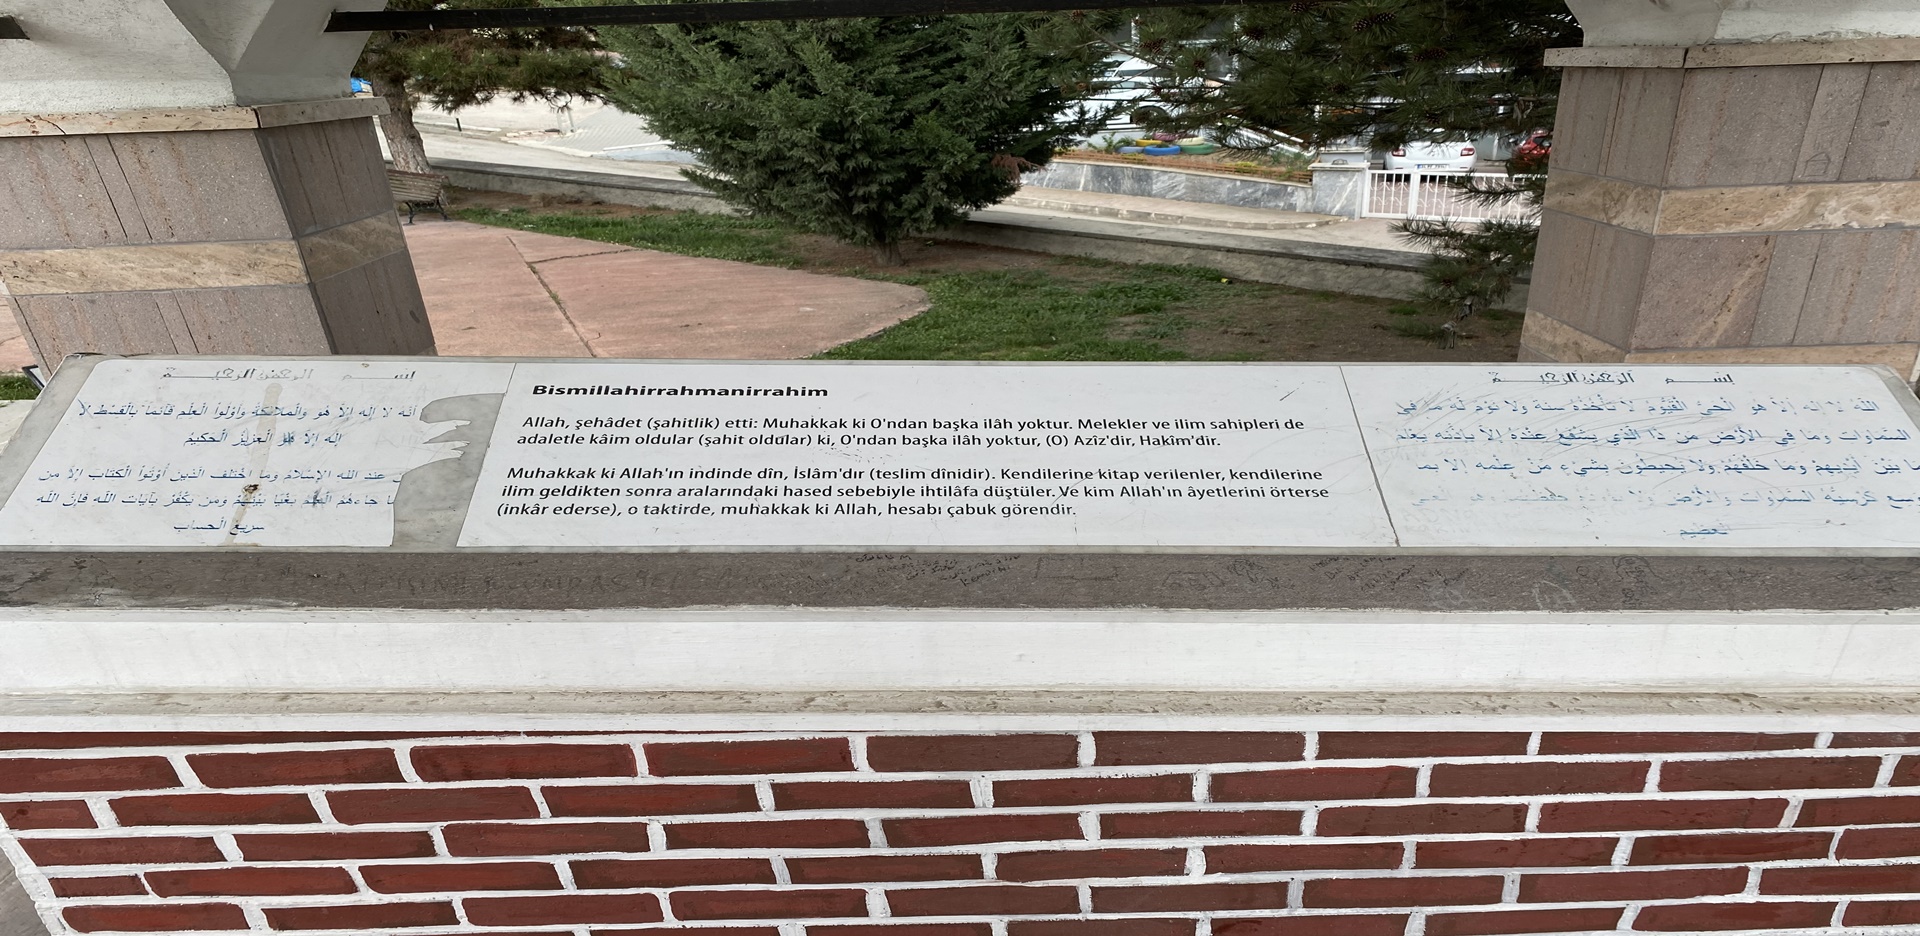 بسم الرحمن الرحيم
أنه لا إله إلا هو والملائكة وأولوا العلم قائما بالقسط لا
إله إلا هو العزيز الحكيم
عند الله الإسلام وما اختلف الذين أوتوا الكتاب إلا من
جاءهم العلم بغيا بينهم ومن يكفر بآيات الله فإن الله
سريع الحساب
Bismillahirrahmanirrahim
Allah, şehâdet (şahitlik) etti: Muhakkak ki O'ndan başka ilâh yoktur. Melekler ve ilim sahipleri de
adaletle kâim oldular (şahit oldular) ki, O'ndan başka ilâh yoktur, (O) Azîz'dir, Hakîm'dir.
Muhakkak ki Allah'ın indinde dîn, İslâm'dır (teslim dînidir). Kendilerine kitap verilenler, kendilerine
ilim geldikten sonra aralarındaki hased sebebiyle ihtilâfa düştüler. Ve kim Allah'ın âyetlerini örterse
(inkâr ederse), o taktirde, muhakkak ki Allah, hesabı çabuk görendir.
بسم الرحمن الرحيم
الله لا إله إلا هو الحي القيوم لا تأخذه سنة ولا نوم له ما في
السماوات وما في الأرض من ذا الذي يشفع عنده إلا بإذنه يعلم
ما بين أيديهم وما خلفهم ولا يحيطون بشيء من علمه إلا بما
وسع كرسيه السماوات والأرض ولا حفظهما وهو
العظيم